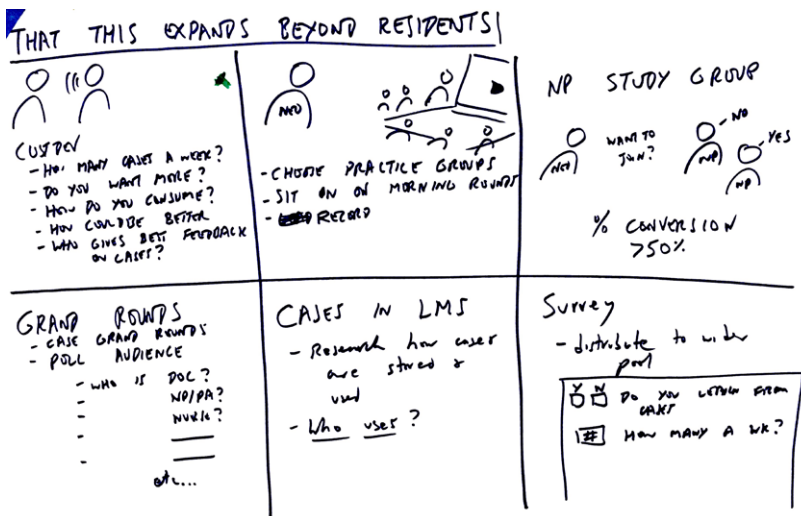 THAT THIS EXPANDS BEYOND RESIDENTS
CUSTDEV
- HOW MANY CASES A WEEK?
- DO YOU WANT MORE?
- HOW DO YOU CONSUME?
- HOW COULD BE BETTER
- WHO GIVES BEST FEEDBACK
ON CASES?
- CHOOSE PRACTICE GROUPS
- SIT ON ON MORNING ROUNDS
- RECORD
NP STUDY GROUP
WANT TO
JOIN?
NO
NP
YES
NP
% CONVERSION
>50%
GRAND ROUNDS
- CASE GRAND ROUNDS
- POLL AUDIENCE
- WHO IS DOC?
- NP/PA?
- NURSE?
-
-
etc...
CASES IN LMS
- Research how cases
are stored &
used
- Who uses?
Survey
- distribute to wider
pool
Y N
DO YOU LEARN FROM
CASES
# HOW MANY A WK?